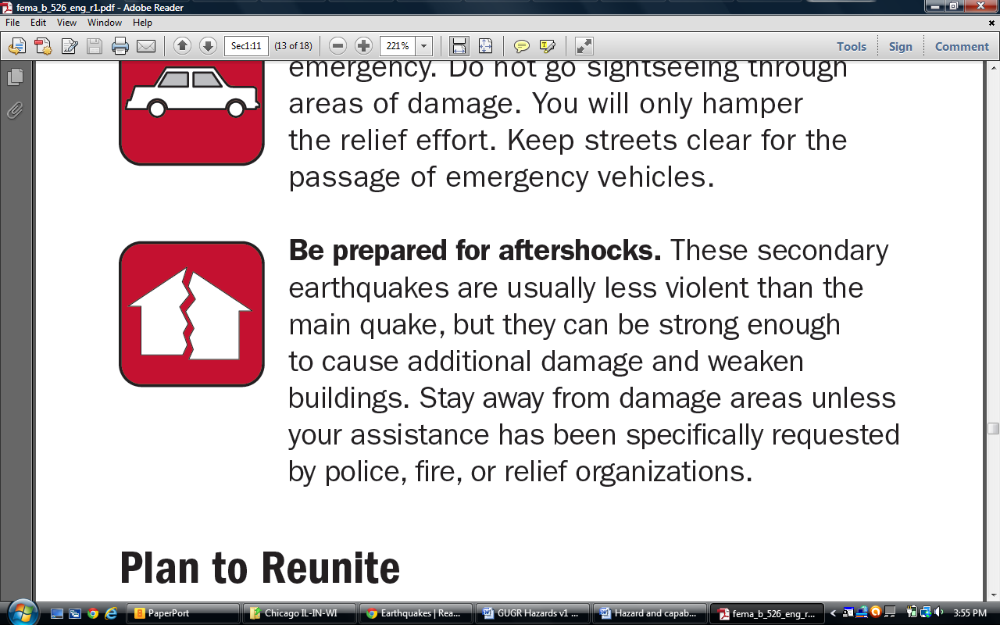 fema_b_526_eng_r1.pdf - Adobe Reader
File Edit View Window Help
Sec1:11 (13 of 18) 221% Tools Sign Comment
emergency. Do not go sightseeing through
areas of damage. You will only hamper
the relief effort. Keep streets clear for the
passage of emergency vehicles.
Be prepared for aftershocks. These secondary
earthquakes are usually less violent than the
main quake, but they can be strong enough
to cause additional damage and weaken
buildings. Stay away from damage areas unless
your assistance has been specifically requested
by police, fire, or relief organizations.
Plan to Reunite
PaperPort Chicago IL-IN-WI Earthquakes | Rea... GUGR Hazards v1 ... Hazard and capab... fema_b_526_eng_r... 3:55 PM